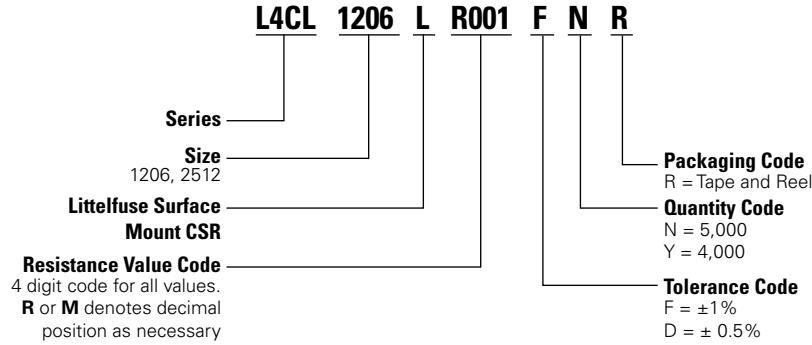 L4CL 1206 L R001 F N R
Series
Size
1206, 2512
Littelfuse Surface
Mount CSR
Resistance Value Code
4 digit code for all values.
R or M denotes decimal
position as necessary
Packaging Code
R = Tape and Reel
Quantity Code
N = 5,000
Y = 4,000
Tolerance Code
F = ±1%
D = ± 0.5%